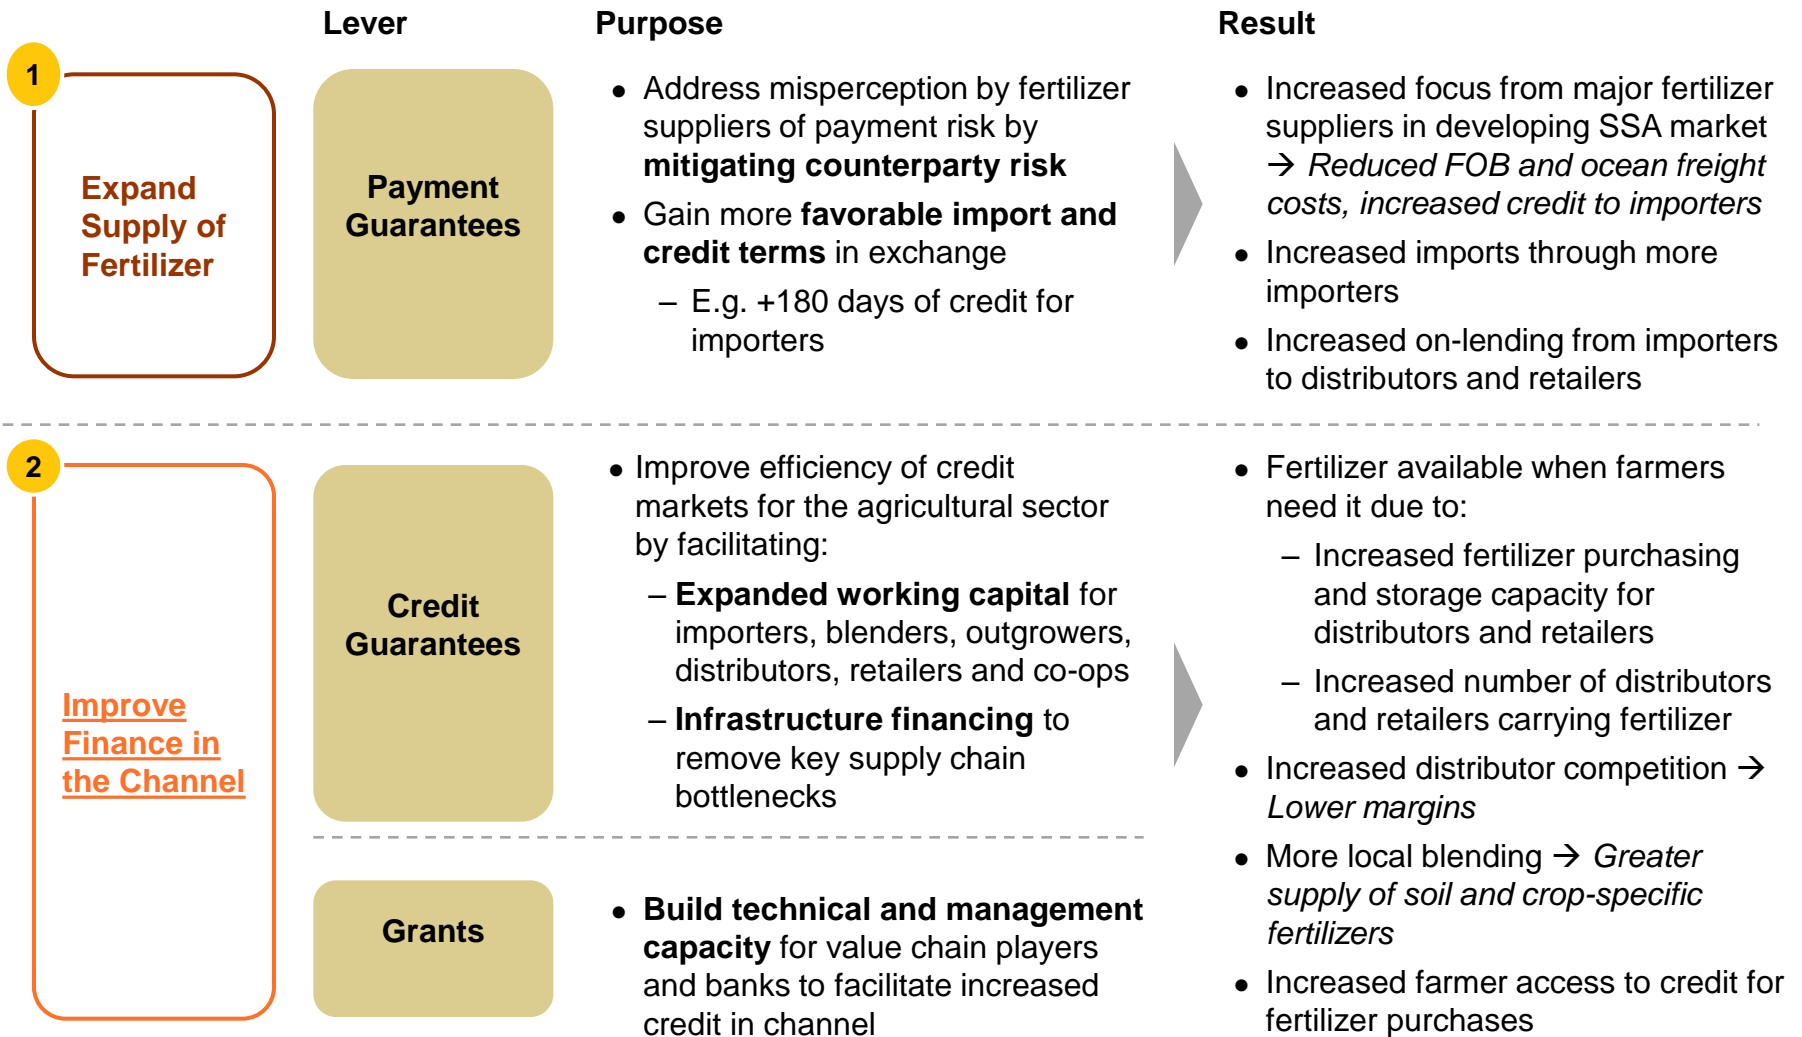 Lever
Purpose
Result
1
Expand
Supply of
Fertilizer
Payment
Guarantees
● Address misperception by fertilizer
suppliers of payment risk by
mitigating counterparty risk
● Gain more favorable import and
credit terms in exchange
– E.g. +180 days of credit for
importers
● Increased focus from major fertilizer
suppliers in developing SSA market
→ Reduced FOB and ocean freight
costs, increased credit to importers
● Increased imports through more
importers
● Increased on-lending from importers
to distributors and retailers
2
Improve
Finance in
the Channel
Credit
Guarantees
● Improve efficiency of credit
markets for the agricultural sector
by facilitating:
– Expanded working capital for
importers, blenders, outgrowers,
distributors, retailers and co-ops
– Infrastructure financing to
remove key supply chain
bottlenecks
Grants
● Build technical and management
capacity for value chain players
and banks to facilitate increased
credit in channel
● Fertilizer available when farmers
need it due to:
– Increased fertilizer purchasing
and storage capacity for
distributors and retailers
– Increased number of distributors
and retailers carrying fertilizer
● Increased distributor competition →
Lower margins
● More local blending → Greater
supply of soil and crop-specific
fertilizers
● Increased farmer access to credit for
fertilizer purchases